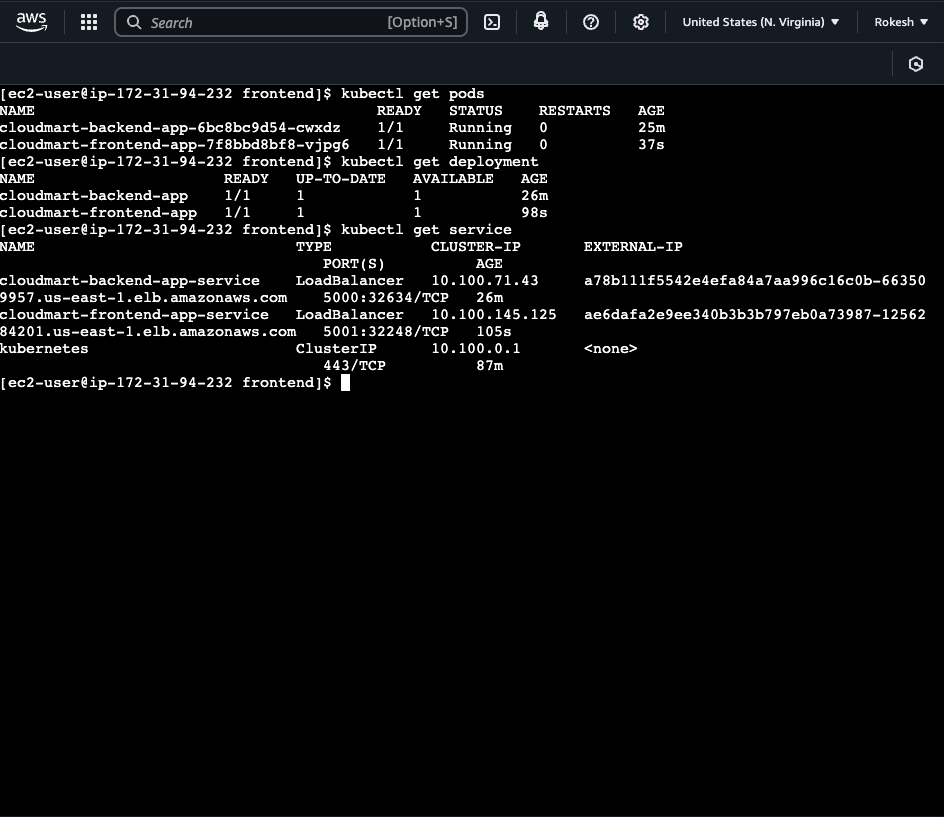 aws Search [Option+S] United States (N. Virginia) Rokesh
[ec2-user@ip-172-31-94-232 frontend]$ kubectl get pods
NAME READY STATUS RESTARTS AGE
cloudmart-backend-app-6bc8bc9d54-cwxdz 1/1 Running 0 25m
cloudmart-frontend-app-7f8bbd8bf8-vjpg6 1/1 Running 0 37s
[ec2-user@ip-172-31-94-232 frontend]$ kubectl get deployment
NAME READY UP-TO-DATE AVAILABLE AGE
cloudmart-backend-app 1/1 1 1 26m
cloudmart-frontend-app 1/1 1 1 98s
[ec2-user@ip-172-31-94-232 frontend]$ kubectl get service
NAME TYPE CLUSTER-IP EXTERNAL-IP
PORT(S) AGE
cloudmart-backend-app-service LoadBalancer 10.100.71.43 a78b111f5542e4efa84a7aa996c16c0b-66350
9957.us-east-1.elb.amazonaws.com 5000:32634/TCP 26m
cloudmart-frontend-app-service LoadBalancer 10.100.145.125 ae6dafa2e9ee340b3b3b797eb0a73987-12562
84201.us-east-1.elb.amazonaws.com 5001:32248/TCP 105s
kubernetes ClusterIP 10.100.0.1 <none>
443/TCP 87m
[ec2-user@ip-172-31-94-232 frontend]$